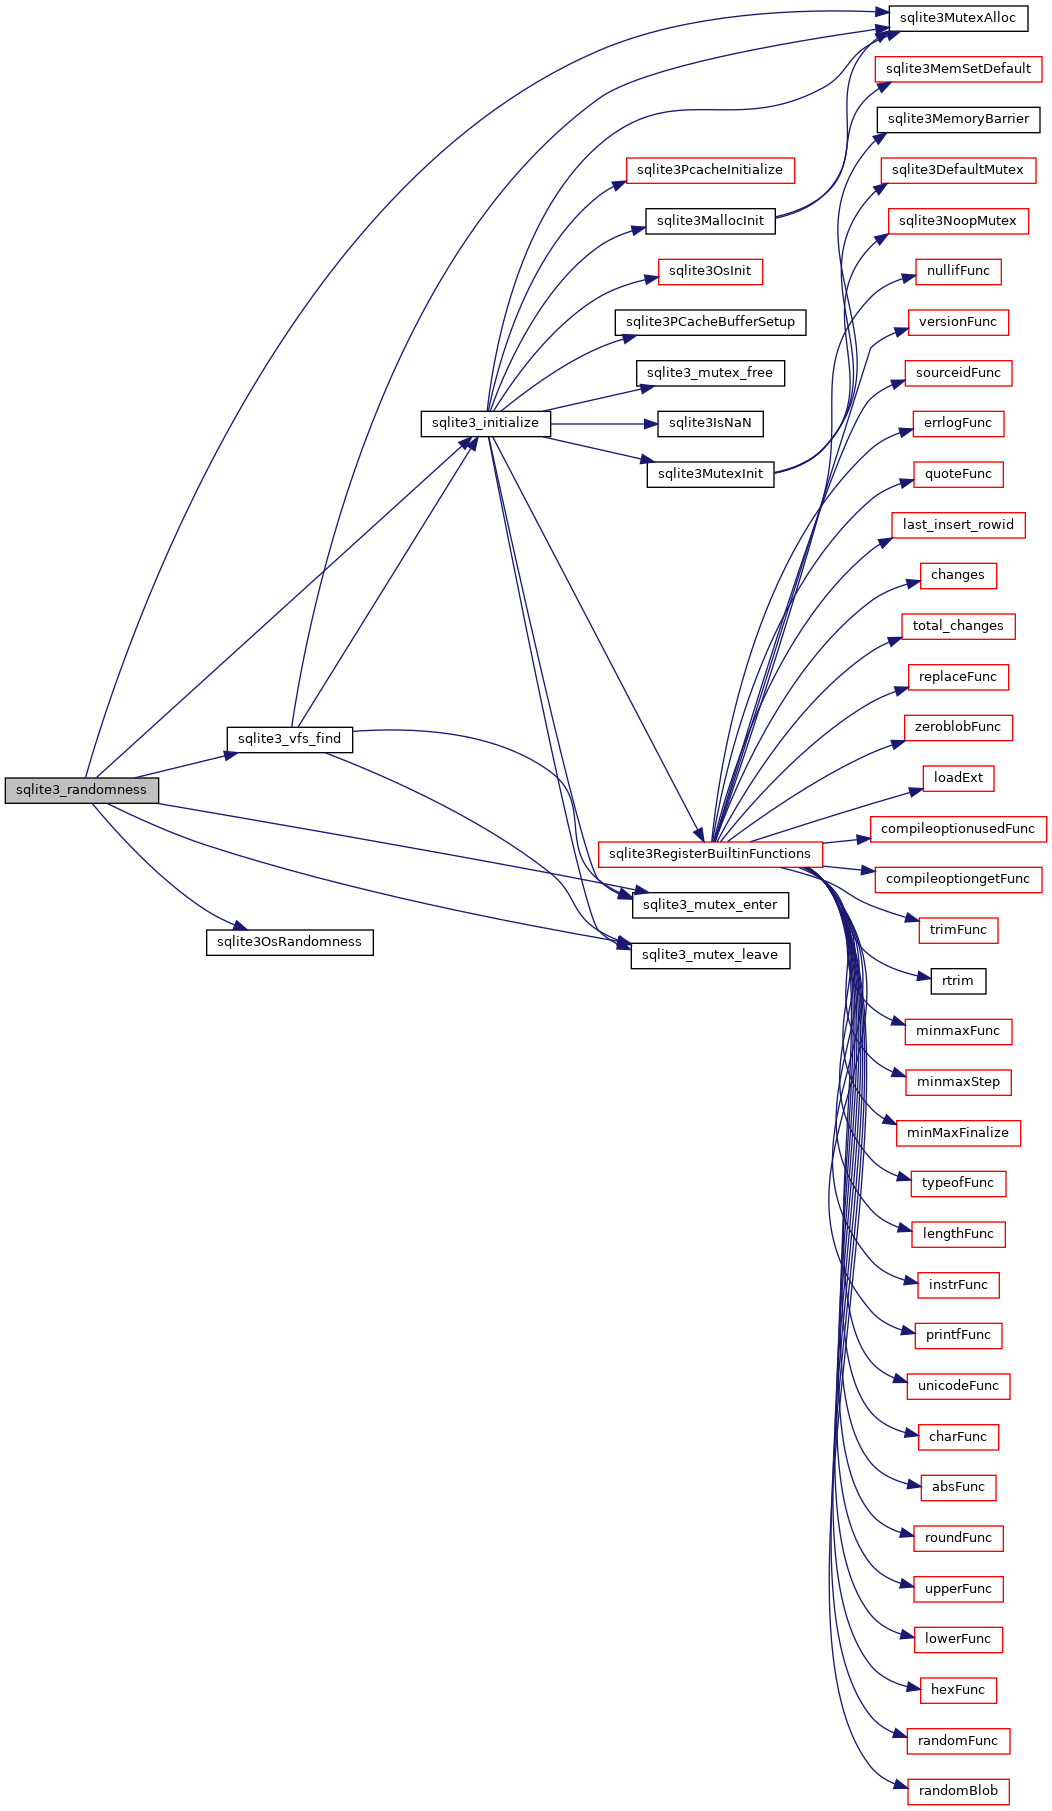 sqlite3_randomness
sqlite3_vfs_find
sqlite3OsRandomness
sqlite3_initialize
sqlite3PcacheInitialize
sqlite3MallocInit
sqlite3OsInit
sqlite3PCacheBufferSetup
sqlite3_mutex_free
sqlite3IsNaN
sqlite3MutexInit
sqlite3RegisterBuiltinFunctions
sqlite3_mutex_enter
sqlite3_mutex_leave
sqlite3MutexAlloc
sqlite3MemSetDefault
sqlite3MemoryBarrier
sqlite3DefaultMutex
sqlite3NoopMutex
nullifFunc
versionFunc
sourceidFunc
errlogFunc
quoteFunc
last_insert_rowid
changes
total_changes
replaceFunc
zeroblobFunc
loadExt
compileoptionusedFunc
compileoptiongetFunc
trimFunc
rtrim
minmaxFunc
minmaxStep
minMaxFinalize
typeofFunc
lengthFunc
instrFunc
printfFunc
unicodeFunc
charFunc
absFunc
roundFunc
upperFunc
lowerFunc
hexFunc
randomFunc
randomBlob